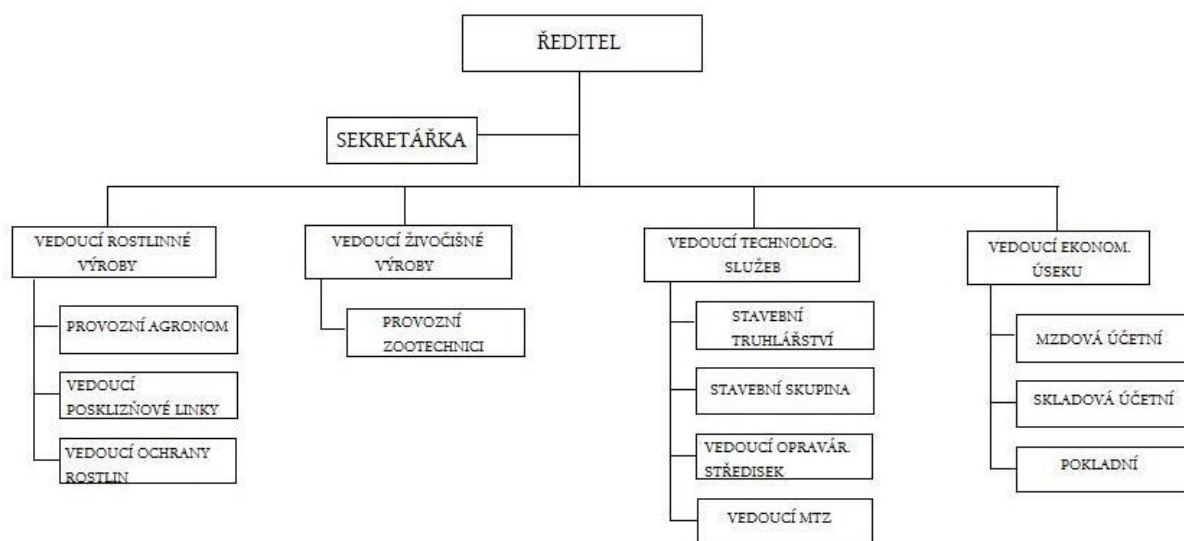 ŘEDITEL
SEKRETÁŘKA
VEDOUCÍ ROSTLINNÉ
VÝROBY
PROVOZNÍ AGRONOM
VEDOUCÍ
POSKLIZŇOVÉ LINKY
VEDOUCÍ OCHRANY
ROSTLIN
VEDOUCÍ ŽIVOČIŠNÉ
VÝROBY
PROVOZNÍ
ZOOTECHNICI
VEDOUCÍ TECHNOLOG.
SLUŽEB
STAVEBNÍ
TRUHLÁŘSTVÍ
STAVEBNÍ SKUPINA
VEDOUCÍ OPRAVÁR.
STŘEDISEK
VEDOUCÍ MTZ
VEDOUCÍ EKONOM.
ÚSEKU
MZDOVÁ ÚČETNÍ
SKLADOVÁ ÚČETNÍ
POKLADNÍ